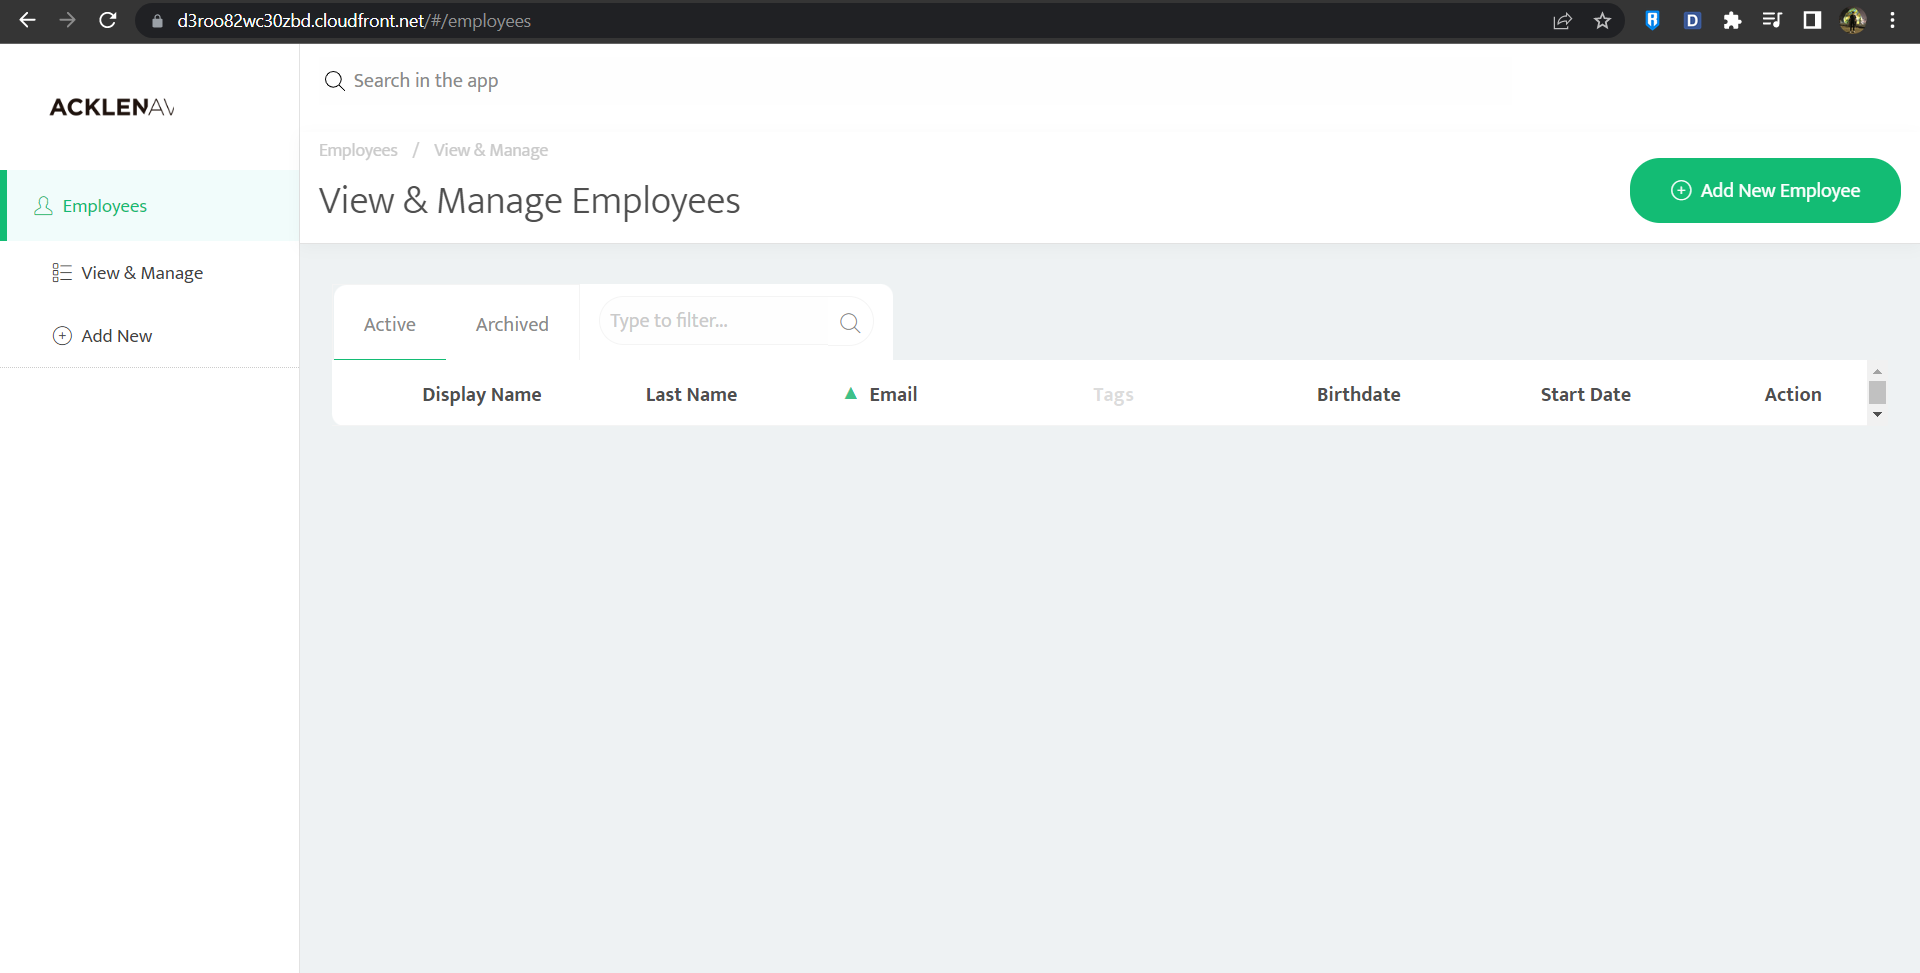 d3roo82wc30zbd.cloudfront.net/#/employees
D
ACKLENAV
Search in the app
Employees / View & Manage
View & Manage Employees
Add New Employee
Employees
View & Manage
Add New
Active Archived Type to filter...
Display Name Last Name Email Tags Birthdate Start Date Action